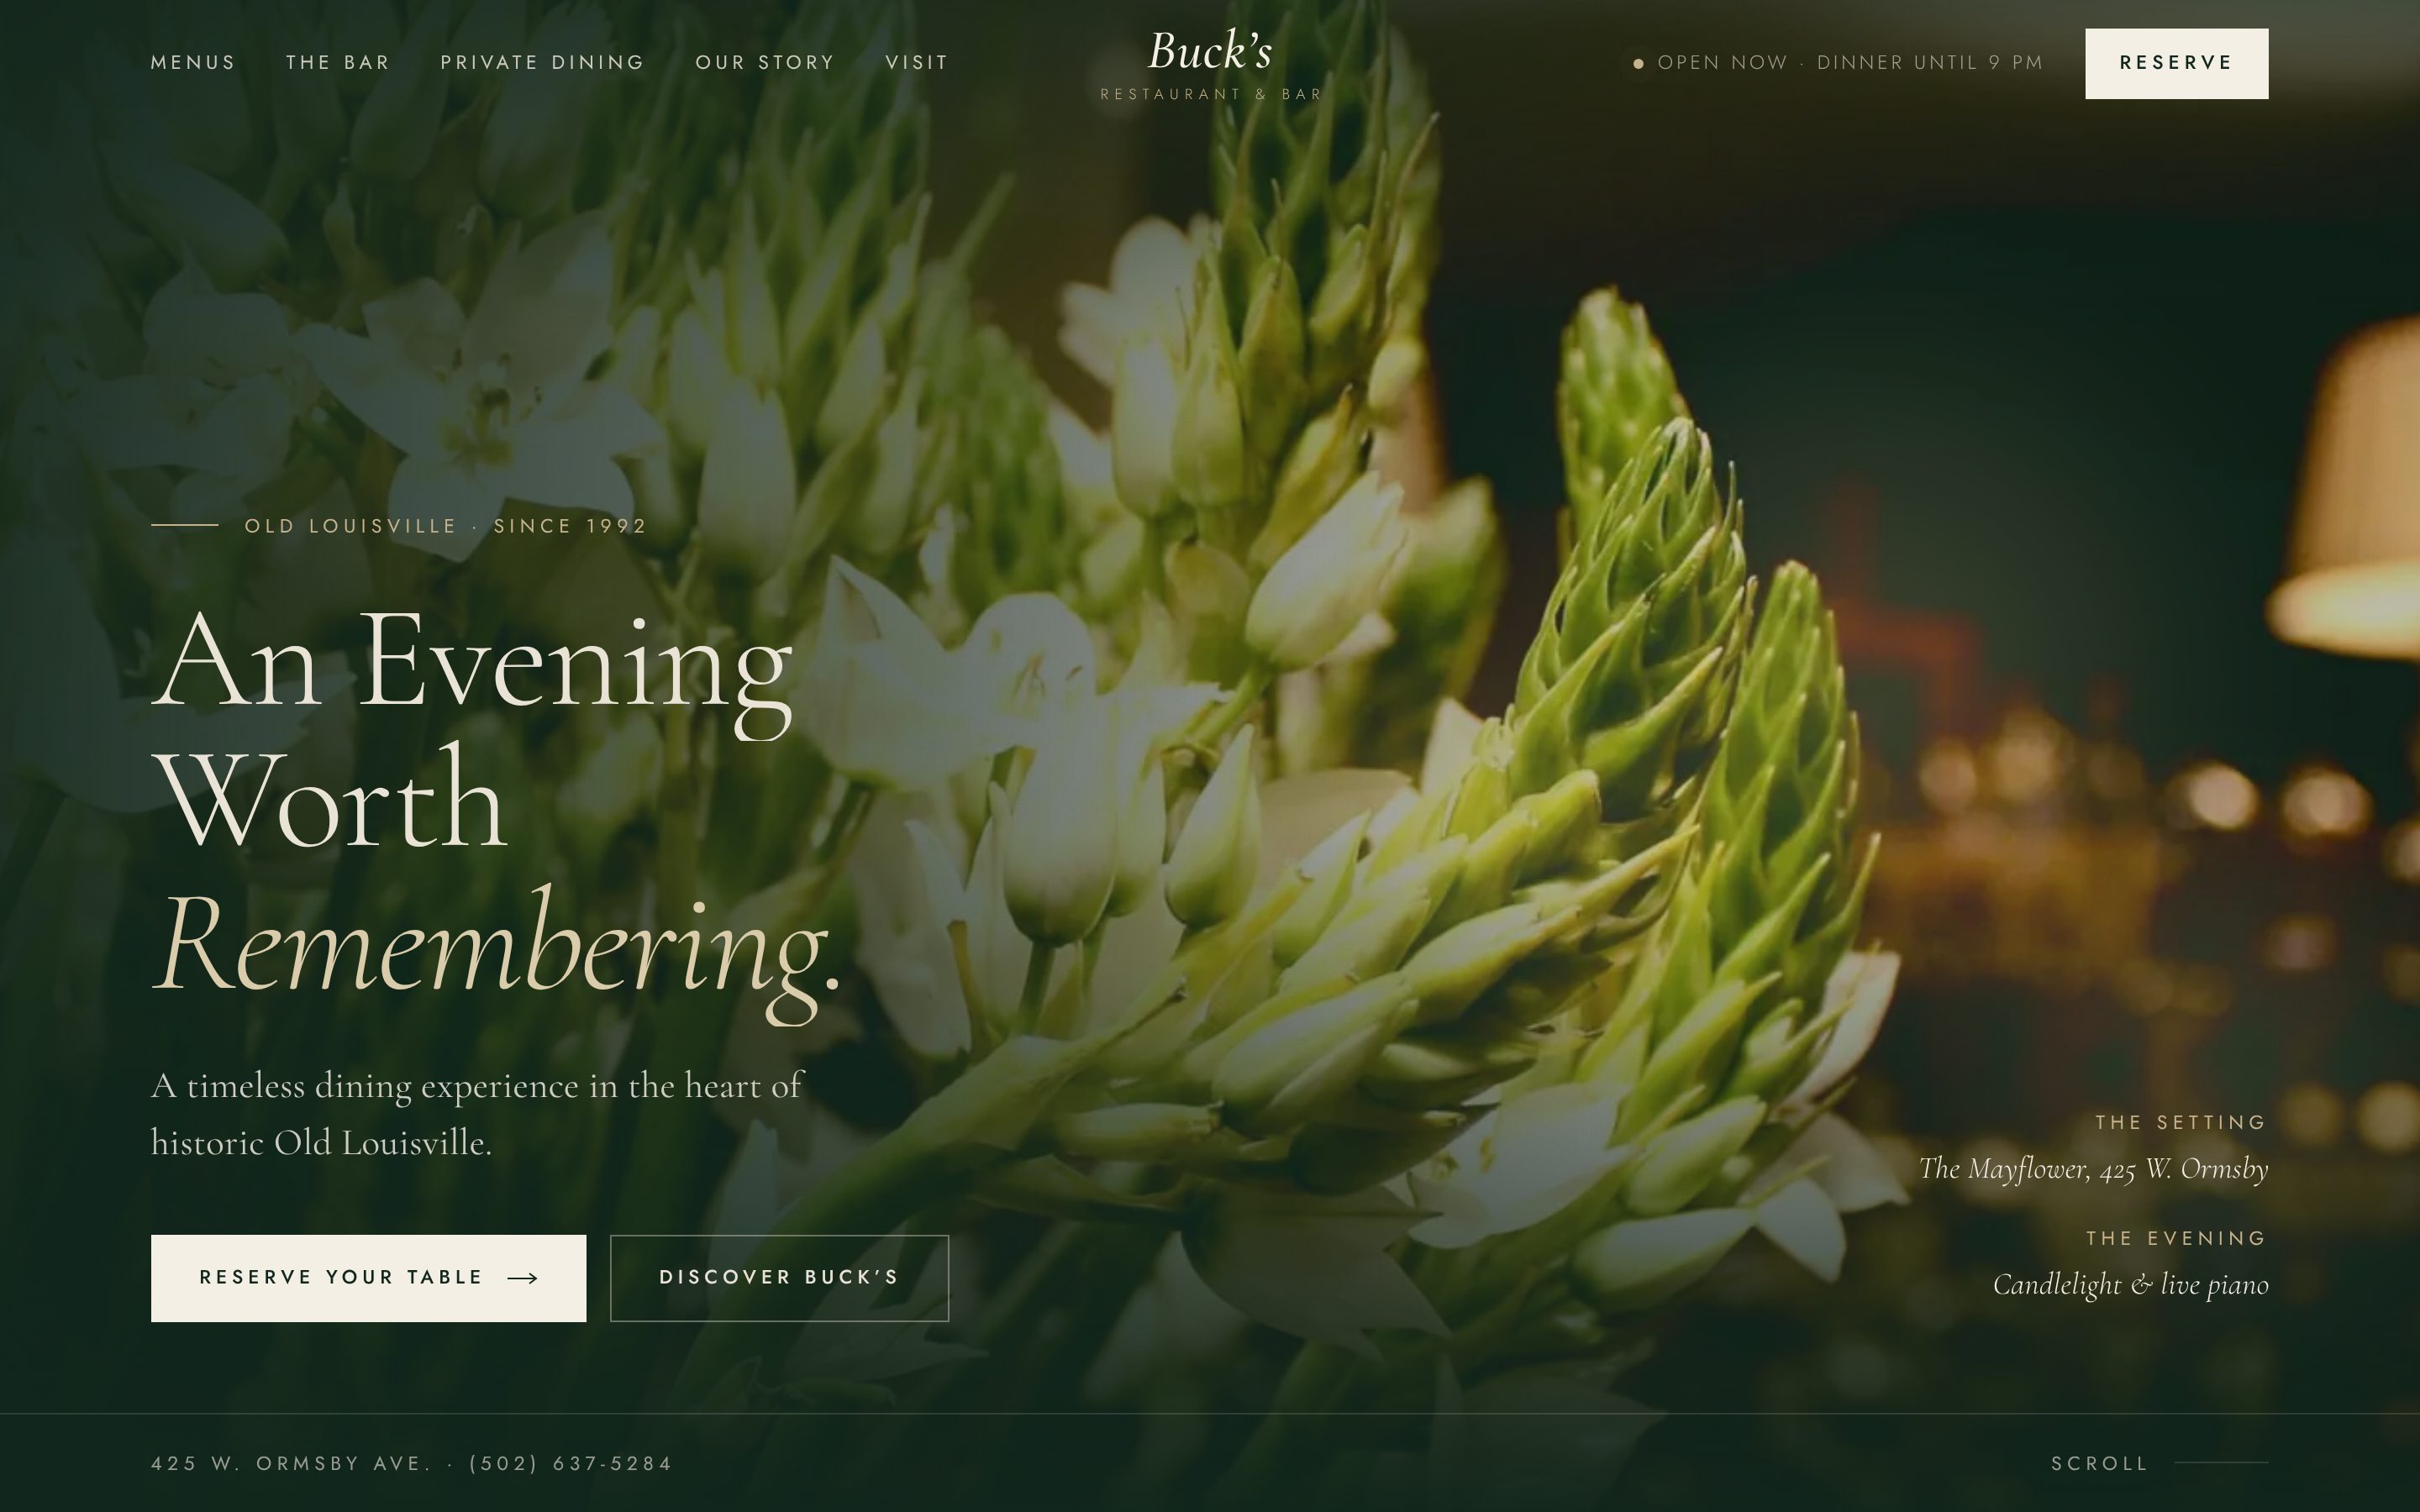 MENUS THE BAR PRIVATE DINING OUR STORY VISIT
Buck’s
RESTAURANT & BAR
OPEN NOW · DINNER UNTIL 9 PM
RESERVE
OLD LOUISVILLE · SINCE 1992
An Evening
Worth
Remembering.
A timeless dining experience in the heart of
historic Old Louisville.
RESERVE YOUR TABLE →
DISCOVER BUCK’S
THE SETTING
The Mayflower, 425 W. Ormsby
THE EVENING
Candlelight & live piano
425 W. ORMSBY AVE. · (502) 637-5284
SCROLL